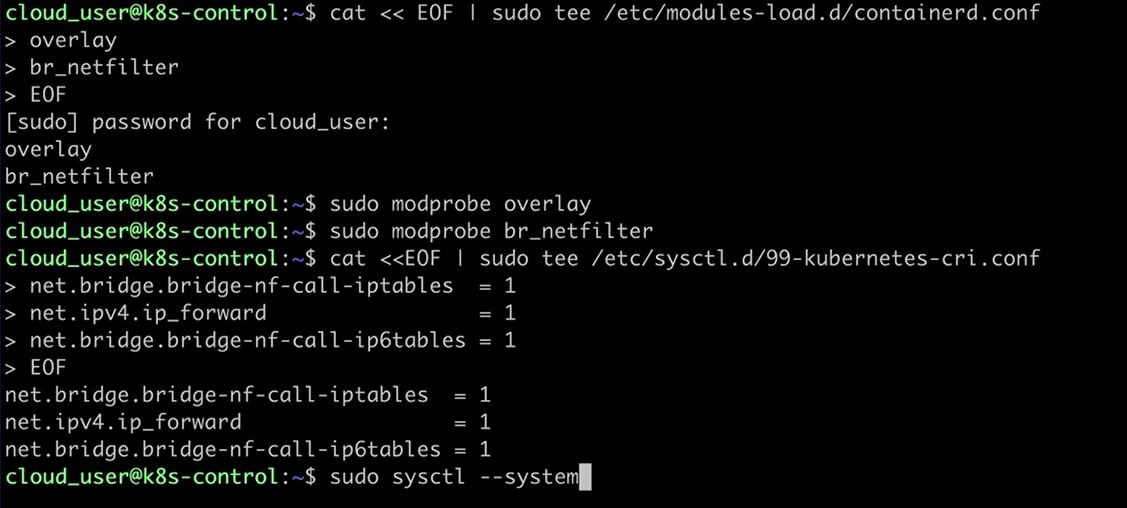 cloud_user@k8s-control:~$ cat << EOF | sudo tee /etc/modules-load.d/containerd.conf
> overlay
> br_netfilter
> EOF
[sudo] password for cloud_user:
overlay
br_netfilter
cloud_user@k8s-control:~$ sudo modprobe overlay
cloud_user@k8s-control:~$ sudo modprobe br_netfilter
cloud_user@k8s-control:~$ cat <<EOF | sudo tee /etc/sysctl.d/99-kubernetes-cri.conf
> net.bridge.bridge-nf-call-iptables  = 1
> net.ipv4.ip_forward                 = 1
> net.bridge.bridge-nf-call-ip6tables = 1
> EOF
net.bridge.bridge-nf-call-iptables  = 1
net.ipv4.ip_forward                 = 1
net.bridge.bridge-nf-call-ip6tables = 1
cloud_user@k8s-control:~$ sudo sysctl --system